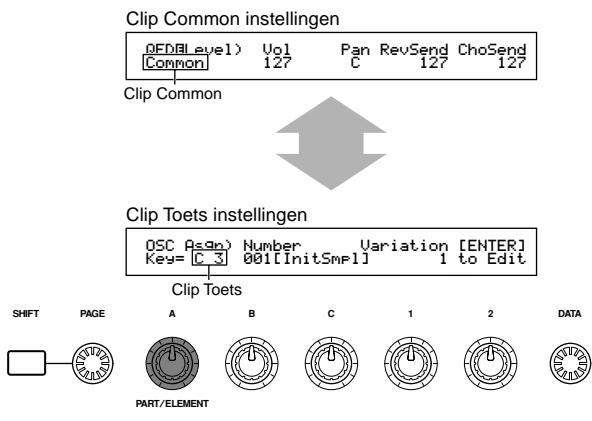 Clip Common instellingen
QED Level) Vol Pan RevSend ChoSend
Common 127 C 127 127
Clip Common
Clip Toets instellingen
OSC Asgn) Number Variation [ENTER]
Key= C 3 001[InitSmpl] 1 to Edit
Clip Toets
SHIFT PAGE A B C 1 2 DATA
PART/ELEMENT